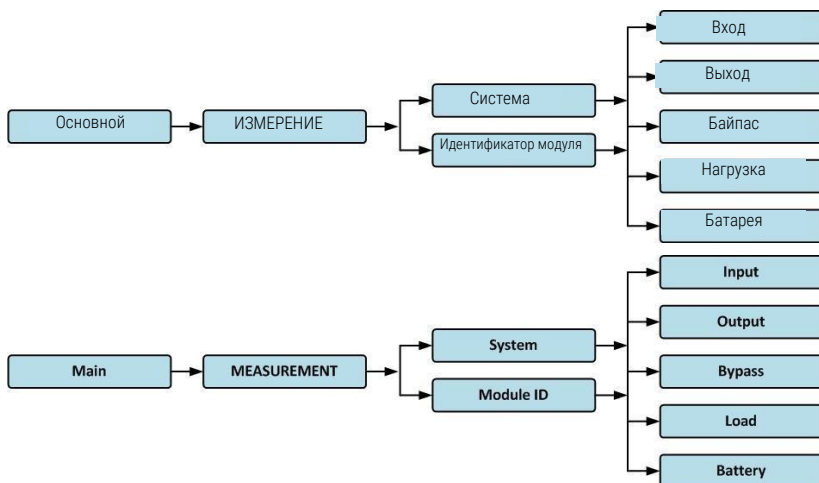 Вход
Выход
Система
Основной
ИЗМЕРЕНИЕ
Байпас
Идентификатор модуля
Нагрузка
Батарея
Input
Output
System
Main
MEASUREMENT
Bypass
Module ID
Load
Battery